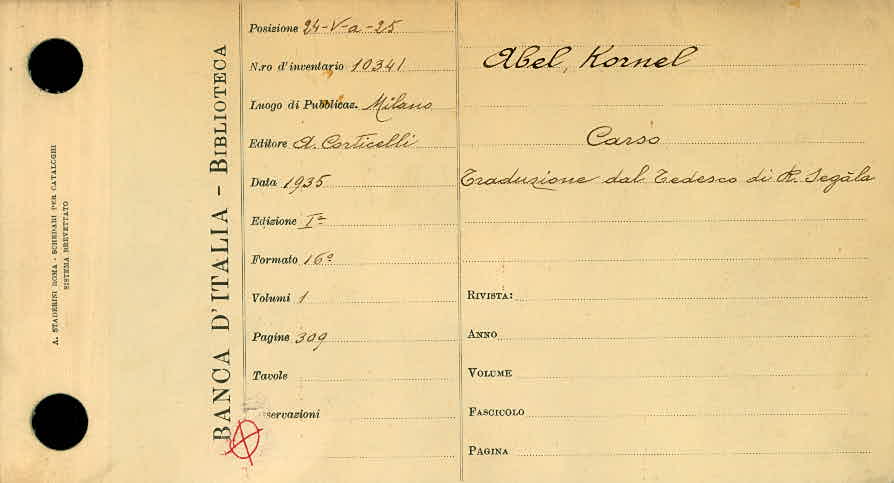 A. STADERINI ROMA - SCHEDARI PER CATALOGHI
SISTEMA BREVETTATO
BANCA D'ITALIA - BIBLIOTECA
Posizione 24-V-a-25
N.ro d'inventario 10341
Luogo di Pubblicaz. Milano
Editore A. Corticelli
Data 1935
Edizione Iª
Formato 16º
Volumi 1
Pagine 309
Tavole
Osservazioni
Abel, Kornel
Carso
Traduzione dal Tedesco di R. Segàla
RIVISTA:
ANNO
VOLUME
FASCICOLO
PAGINA